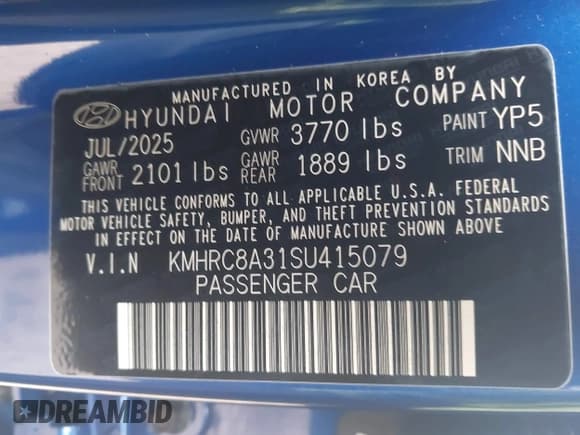 MANUFACTURED IN KOREA BY
HYUNDAI MOTOR COMPANY
JUL/2025 GVWR 3770 lbs PAINT YP5
GAWR FRONT 2101 lbs GAWR REAR 1889 lbs TRIM NNB
THIS VEHICLE CONFORMS TO ALL APPLICABLE U.S.A. FEDERAL
MOTOR VEHICLE SAFETY, BUMPER, AND THEFT PREVENTION STANDARDS
IN EFFECT ON THE DATE OF MANUFACTURE SHOWN ABOVE
V.I.N KMHRC8A31SU415079
PASSENGER CAR
DREAMBID